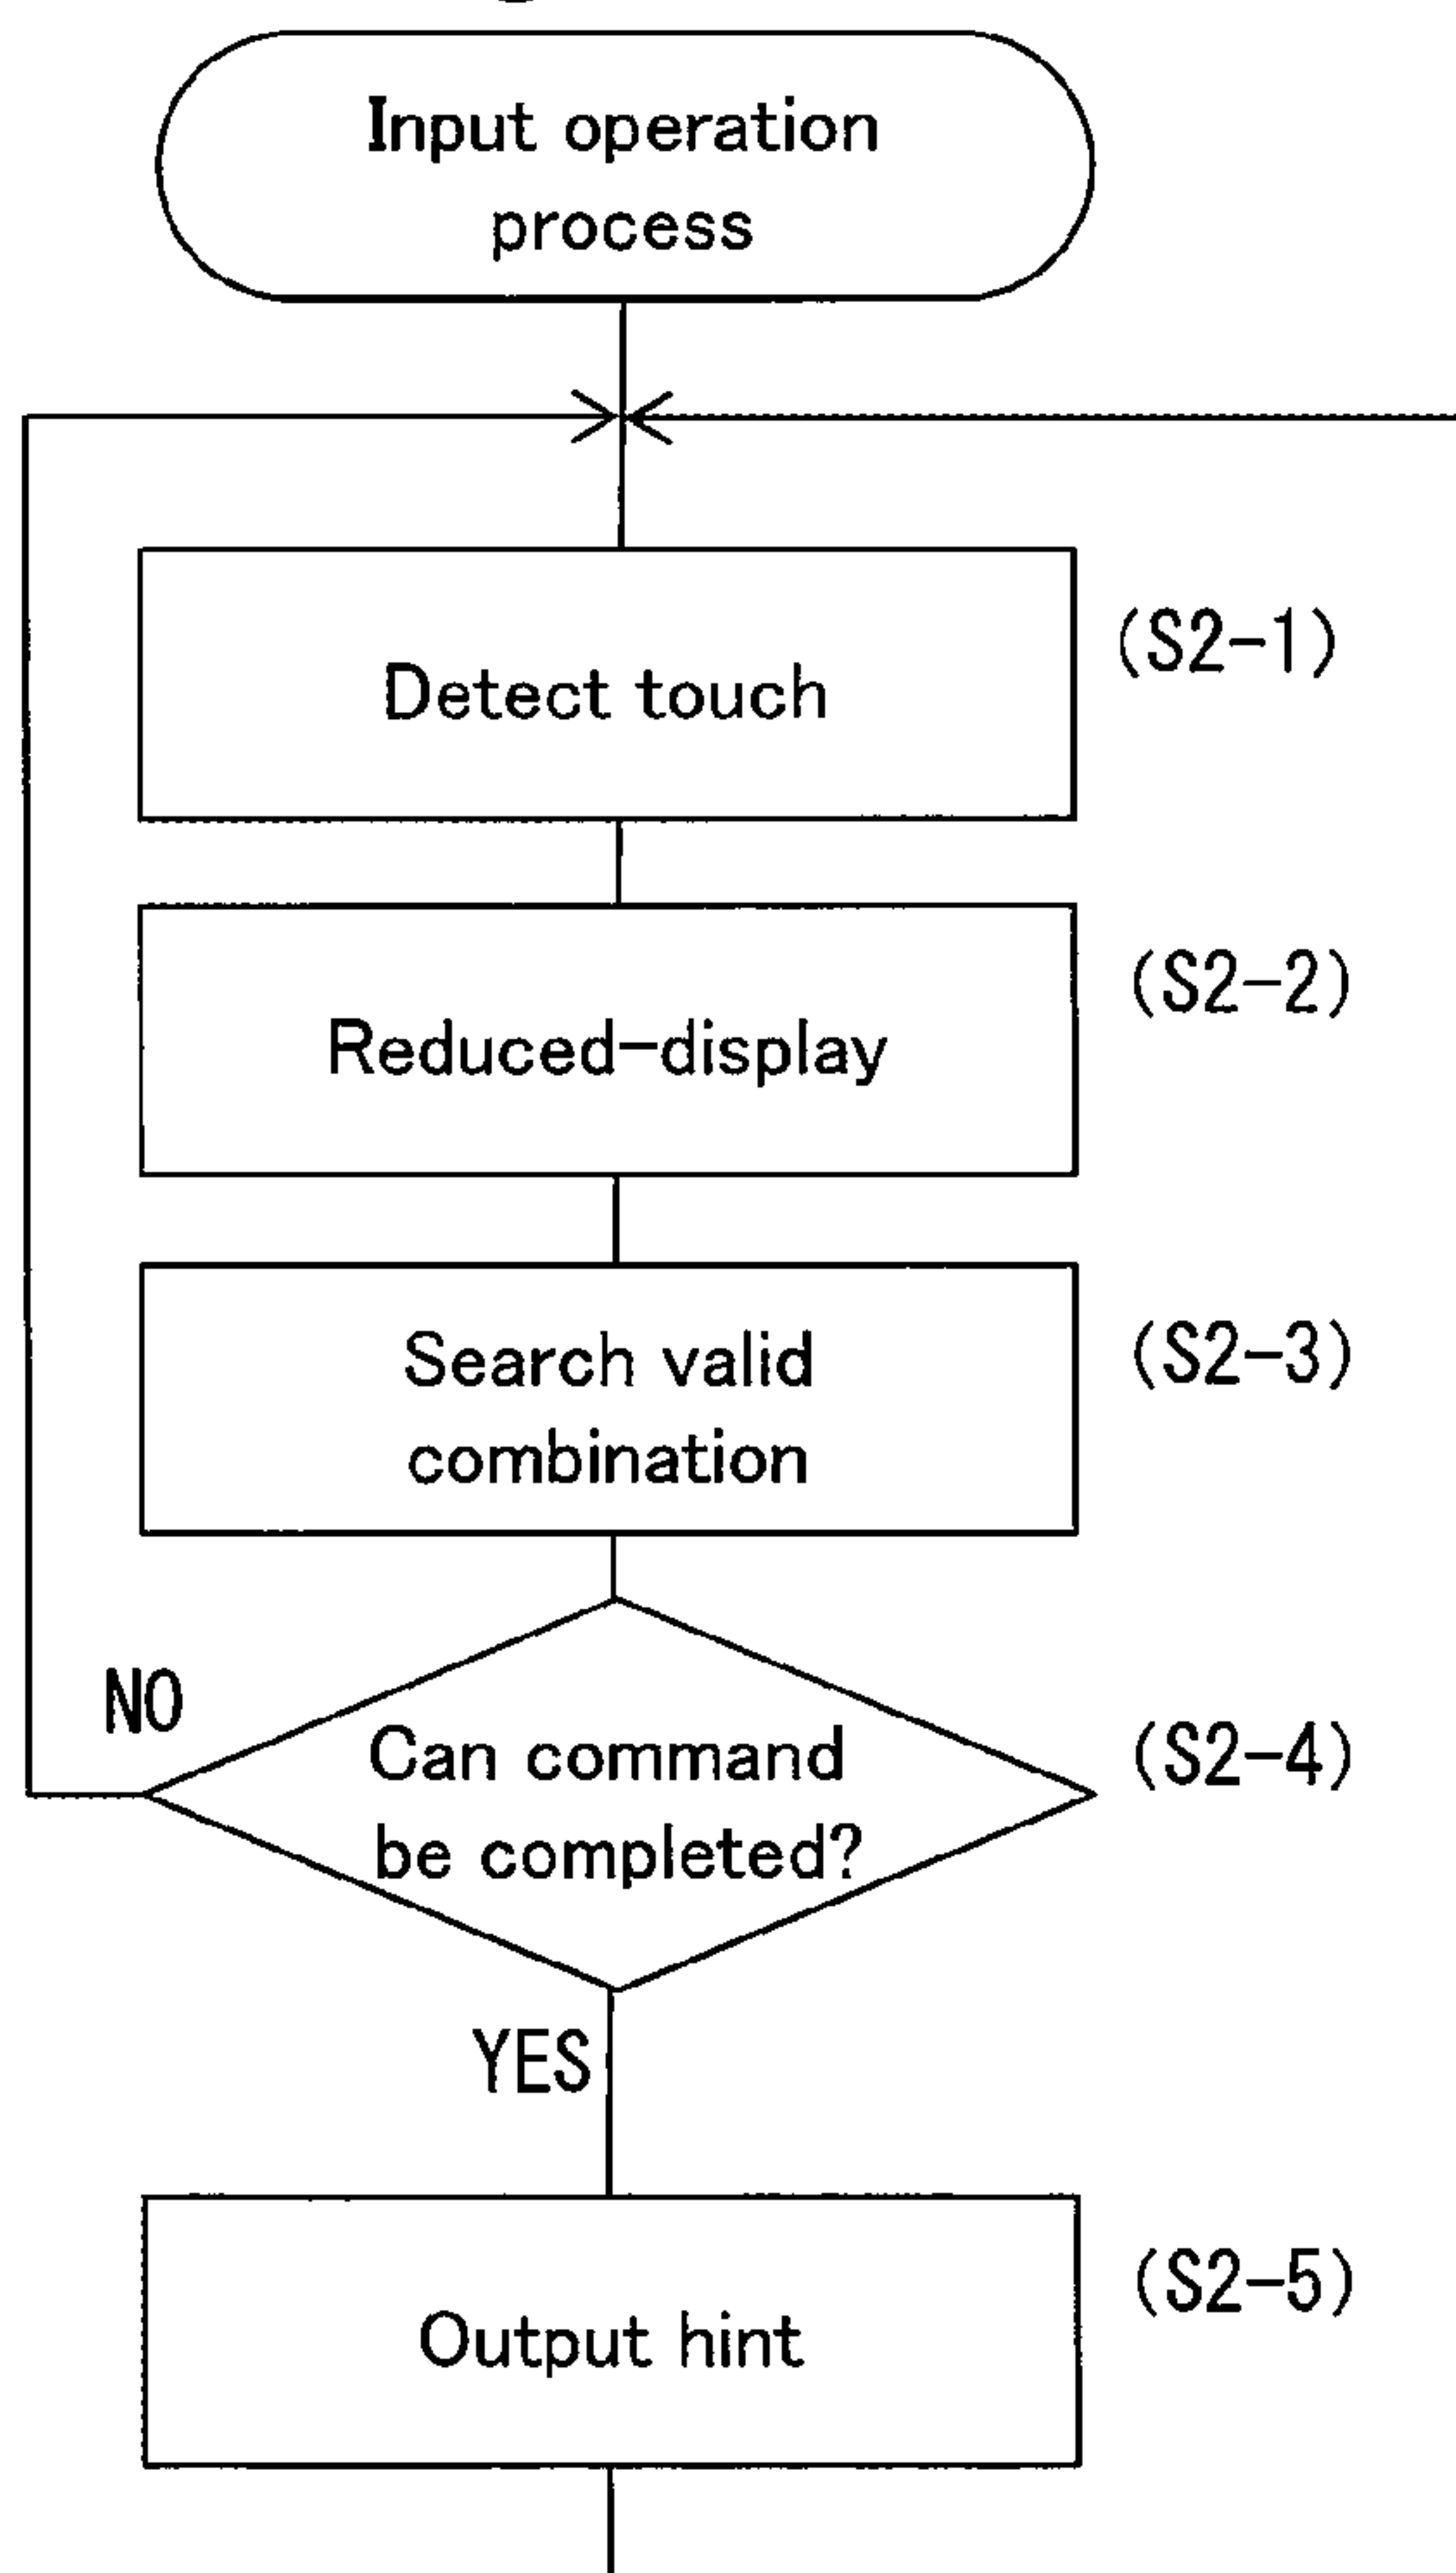 Input operation
process
Detect touch
(S2-1)
Reduced-display
(S2-2)
Search valid
combination
(S2-3)
NO
Can command
be completed?
(S2-4)
YES
Output hint
(S2-5)